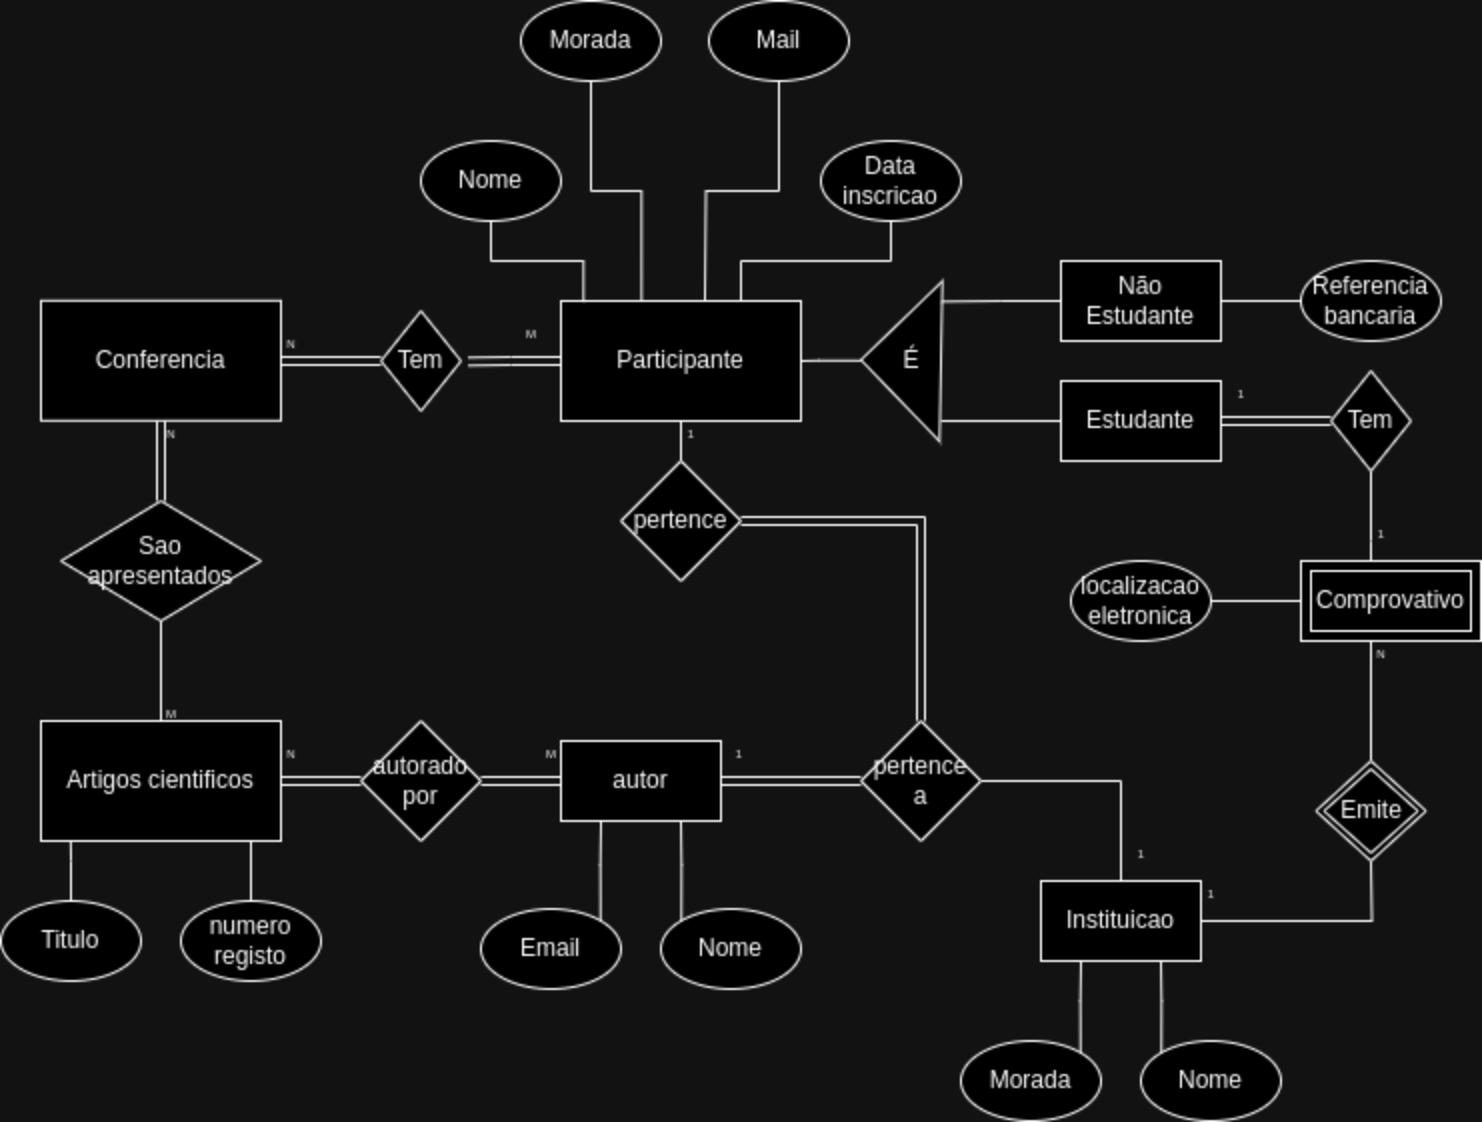 Morada
Mail
Nome
Data
inscricao
Não
Estudante
Referencia
bancaria
Conferencia
N
Tem
M
Participante
É
Estudante
1
Tem
N
1
pertence
1
Sao
apresentados
localizacao
eletronica
Comprovativo
N
M
Artigos cientificos
N
autorado
por
M
autor
1
pertence
a
Emite
1
1
Instituicao
Titulo
numero
registo
Email
Nome
Morada
Nome